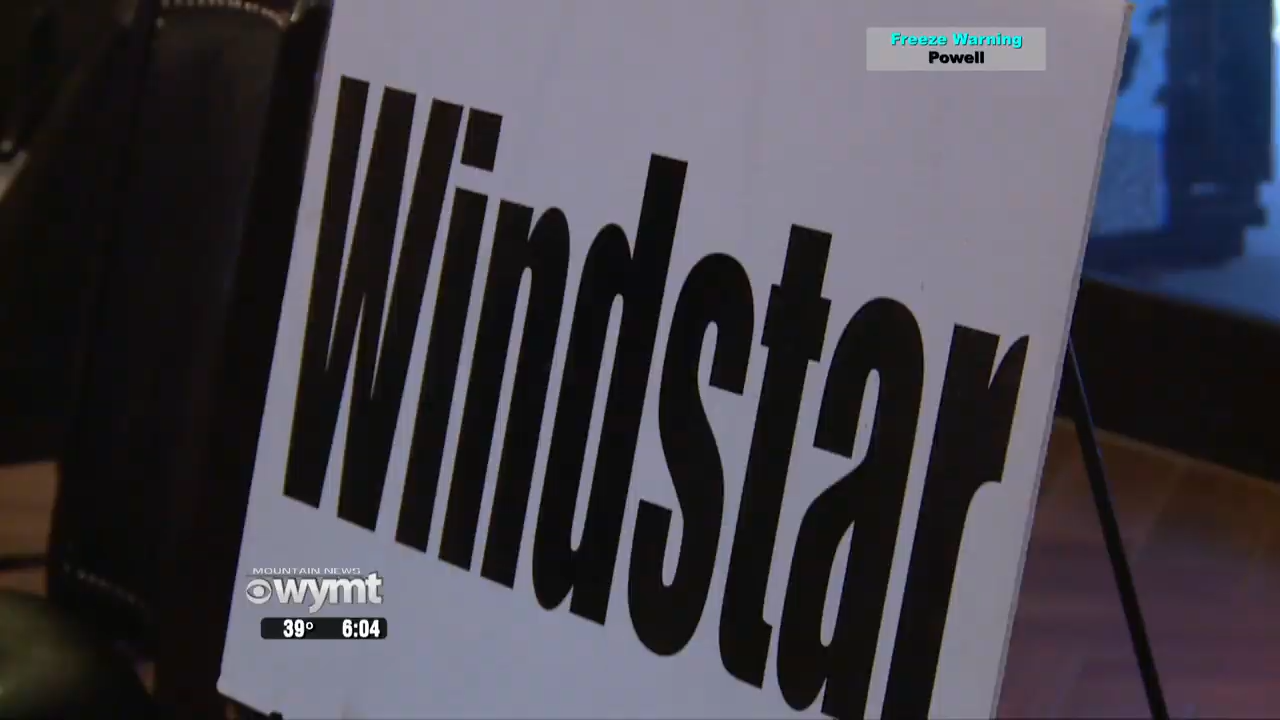 Freeze Warning
Powell
Windstar
MOUNTAIN NEWS
wymt
39° 6:04